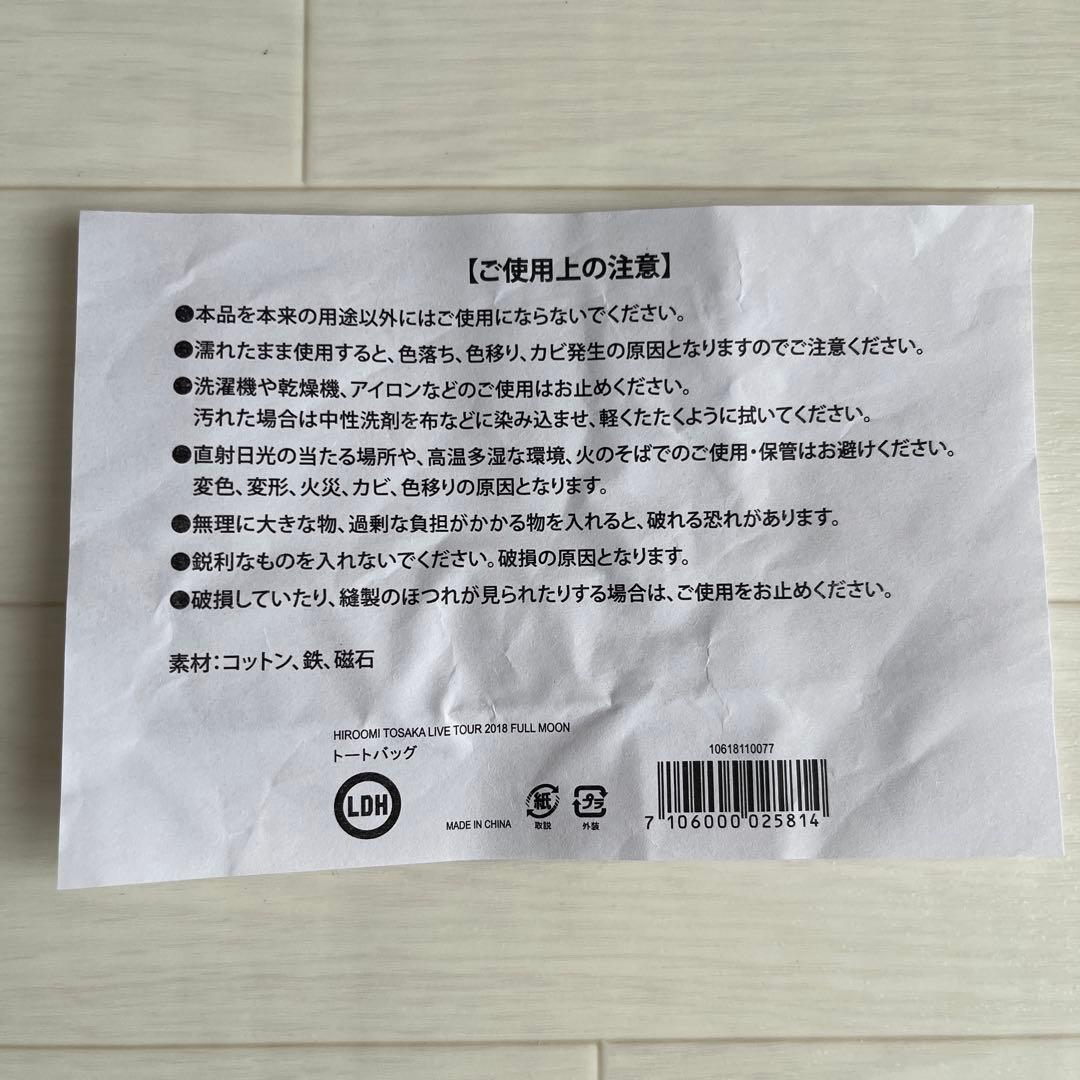 【ご使用上の注意】
●本品を本来の用途以外にはご使用にならないでください。
●濡れたまま使用すると、色落ち、色移り、カビ発生の原因となりますのでご注意ください。
●洗濯機や乾燥機、アイロンなどのご使用はお止めください。
汚れた場合は中性洗剤を布などに染み込ませ、軽くたたくように拭いてください。
●直射日光の当たる場所や、高温多湿な環境、火のそばでのご使用・保管はお避けください。
変色、変形、火災、カビ、色移りの原因となります。
●無理に大きな物、過剰な負担がかかる物を入れると、破れる恐れがあります。
●鋭利なものを入れないでください。破損の原因となります。
●破損していたり、縫製のほつれが見られたりする場合は、ご使用をお止めください。
素材：コットン、鉄、磁石
HIROOMI TOSAKA LIVE TOUR 2018 FULL MOON
トートバッグ
LDH
MADE IN CHINA
紙
取説
プラ
外装
10618110077
7 106000 025814